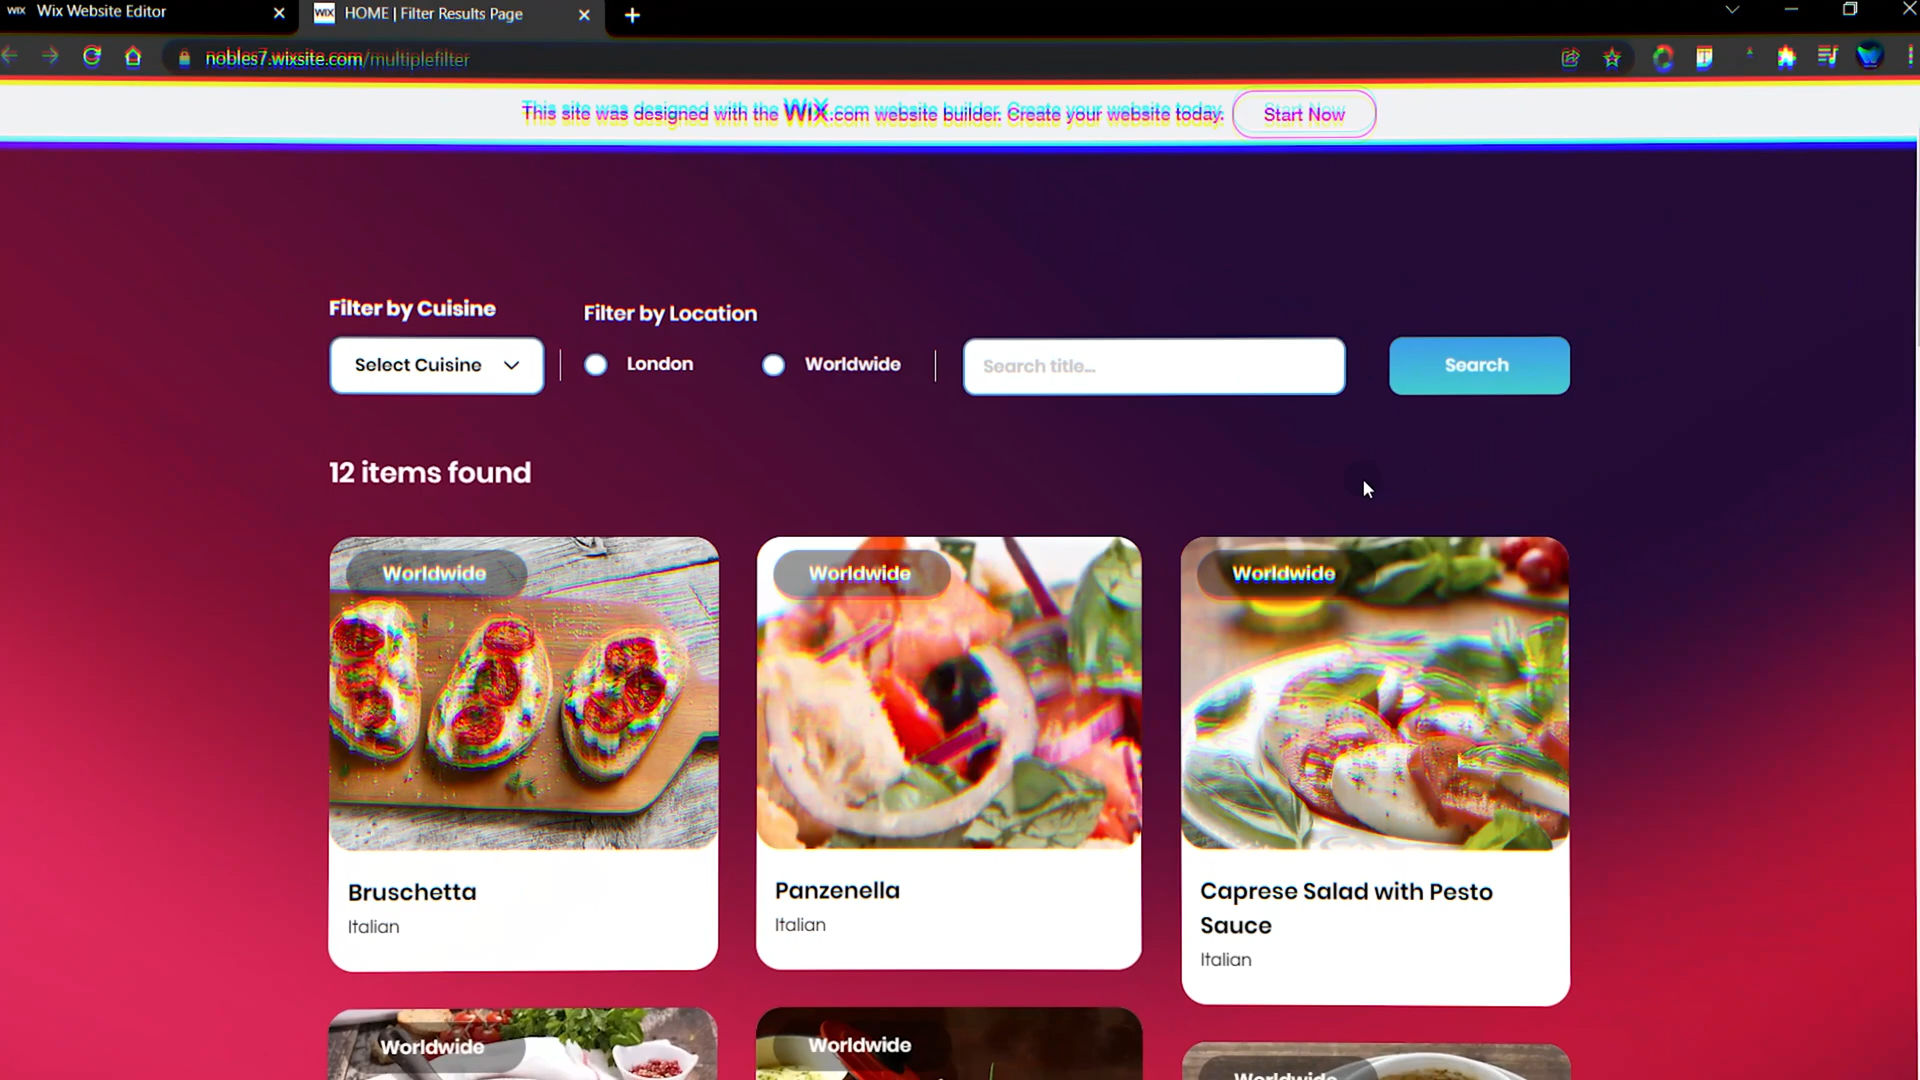 WIX Wix Website Editor
WIX HOME | Filter Results Page
nobles7.wixsite.com/multiplefilter
This site was designed with the WiX.com website builder. Create your website today.
Start Now
Filter by Cuisine
Filter by Location
Select Cuisine
London
Worldwide
Search title...
Search
12 items found
Worldwide
Worldwide
Worldwide
Bruschetta
Italian
Panzenella
Italian
Caprese Salad with Pesto
Sauce
Italian
Worldwide
Worldwide
Worldwide